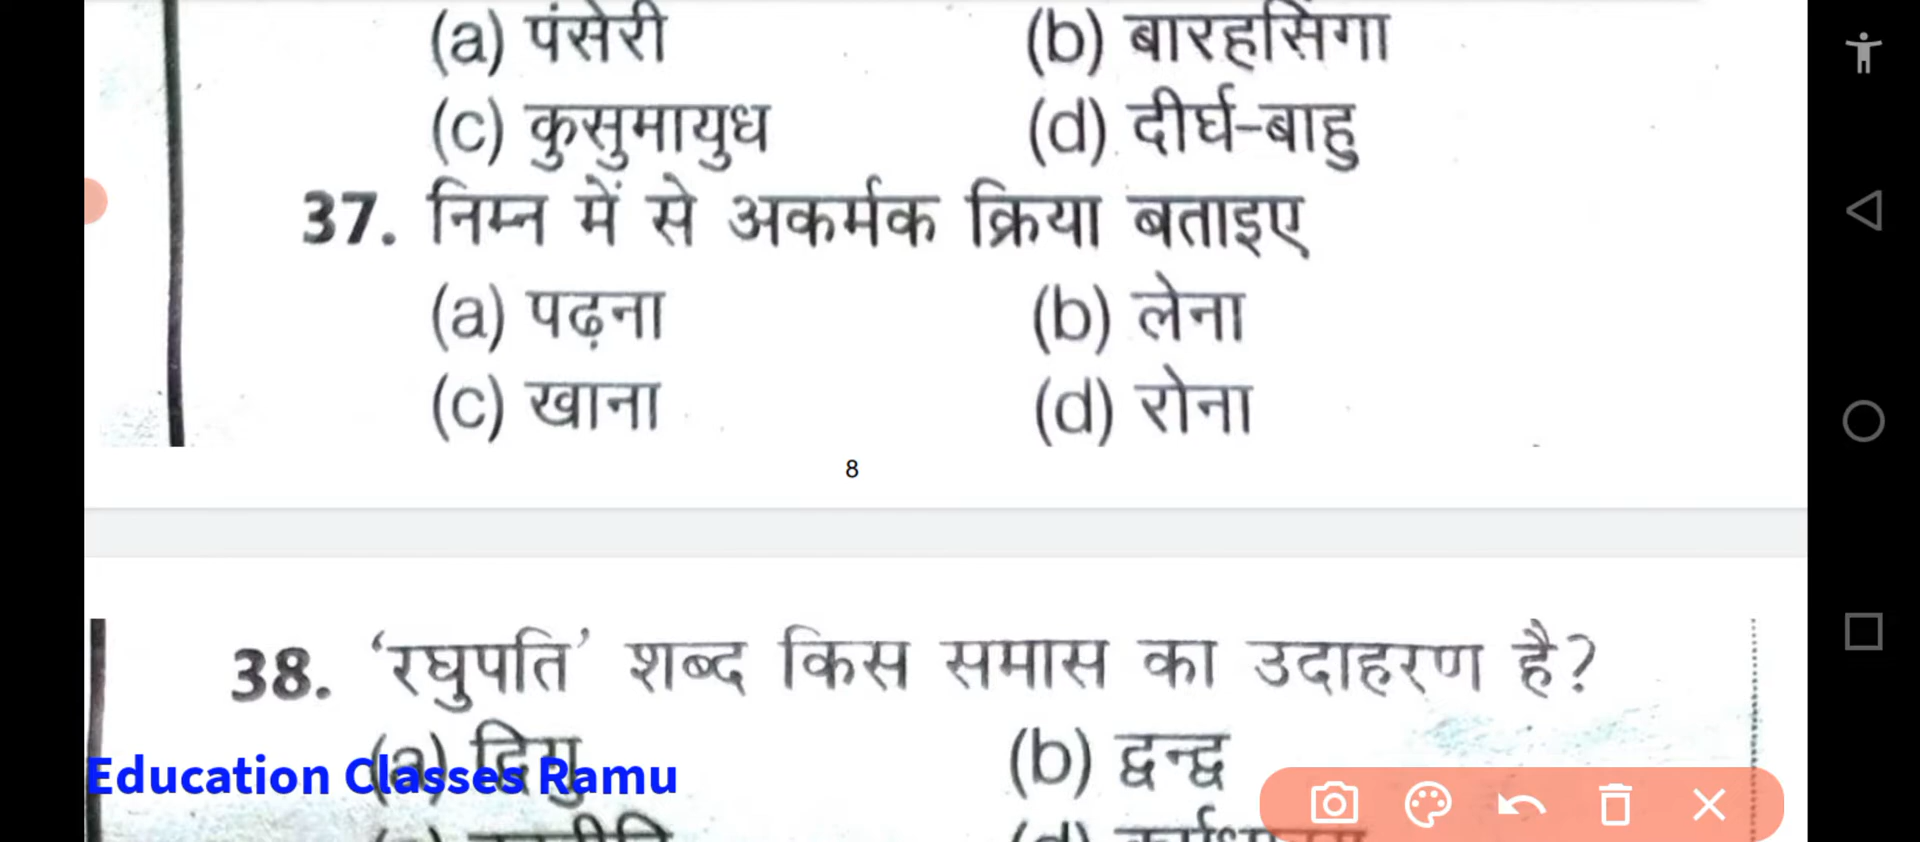 (a) पंसेरी (b) बारहसिंगा
(c) कुसुमायुध (d) दीर्घ-बाहु
37. निम्न में से अकर्मक क्रिया बताइए
(a) पढ़ना (b) लेना
(c) खाना (d) रोना
8
38. ‘रघुपति’ शब्द किस समास का उदाहरण है?
(a) द्विगु (b) द्वन्द्व
Education Classes Ramu